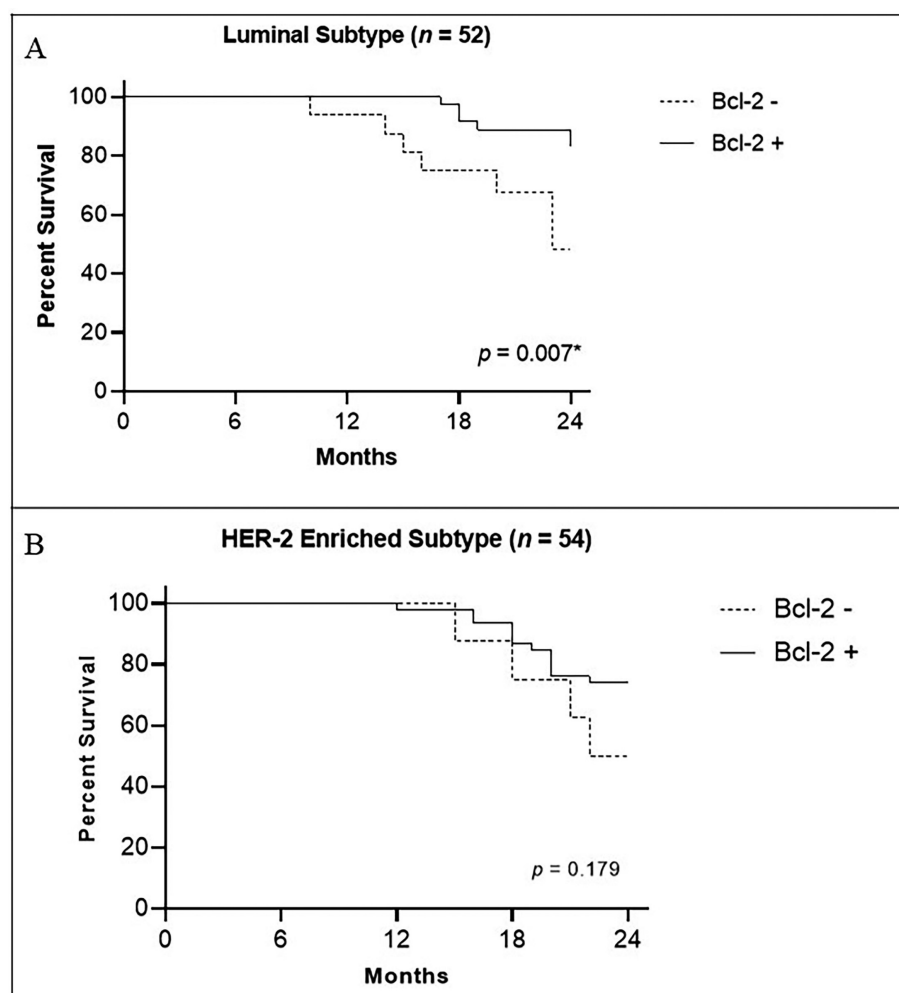 A
Luminal Subtype (n = 52)
100
80
60
40
20
0
Percent Survival
0 6 12 18 24
Months
p = 0.007*
Bcl-2 -
Bcl-2 +
B
HER-2 Enriched Subtype (n = 54)
100
80
60
40
20
0
Percent Survival
0 6 12 18 24
Months
p = 0.179
Bcl-2 -
Bcl-2 +